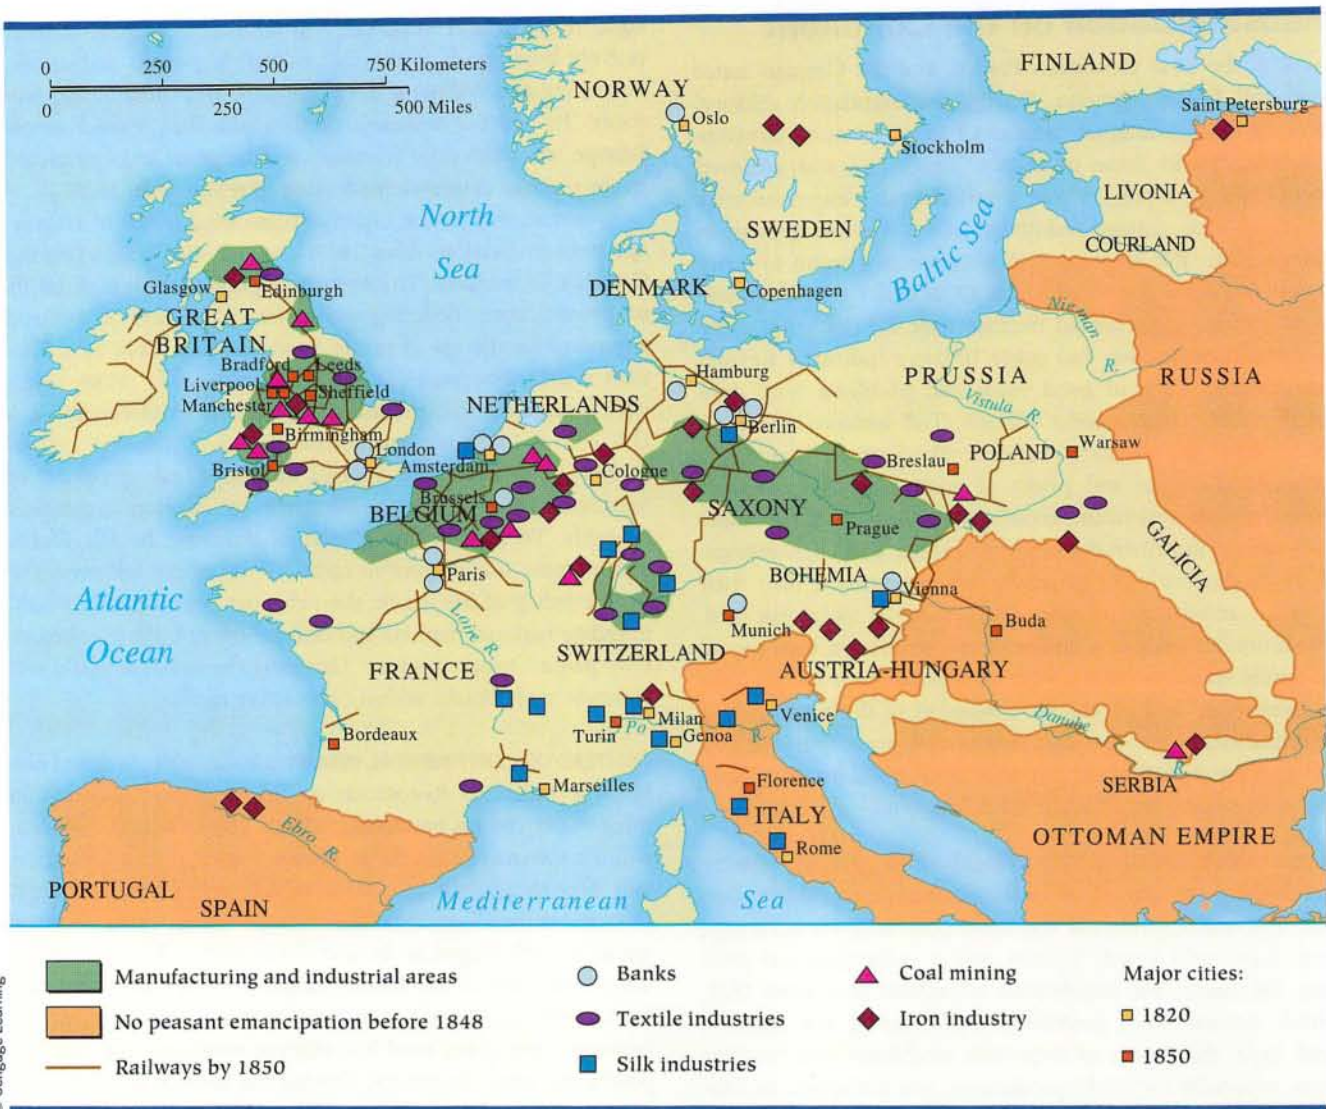 0 250 500 750 Kilometers
0 250 500 Miles
NORWAY
Oslo
Stockholm
FINLAND
Saint Petersburg
LIVONIA
COURLAND
SWEDEN
North
Sea
Baltic Sea
DENMARK
Copenhagen
Glasgow
Edinburgh
GREAT
BRITAIN
Bradford
Leeds
Liverpool
Sheffield
Manchester
Birmingham
Bristol
London
NETHERLANDS
Hamburg
Berlin
PRUSSIA
Nieman
R.
RUSSIA
Vistula R.
POLAND
Warsaw
Breslau
Amsterdam
Cologne
Brussels
BELGIUM
SAXONY
Prague
GALICIA
Paris
BOHEMIA
Vienna
Buda
Atlantic
Ocean
Loire R.
Munich
FRANCE
SWITZERLAND
AUSTRIA-HUNGARY
Milan
Venice
Turin
Po
Genoa
R.
Danube
R.
Bordeaux
Marseilles
Florence
ITALY
Rome
SERBIA
OTTOMAN EMPIRE
Ebro R.
PORTUGAL
SPAIN
Mediterranean Sea
Manufacturing and industrial areas
No peasant emancipation before 1848
Railways by 1850
Banks
Textile industries
Silk industries
Coal mining
Iron industry
Major cities:
1820
1850
Cengage Learning